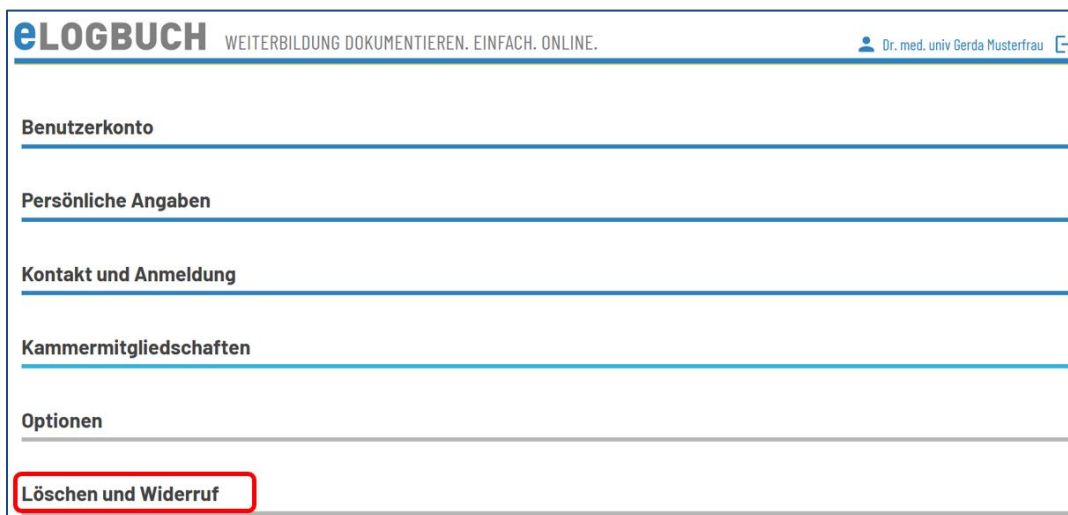 eLOGBUCH WEITERBILDUNG DOKUMENTIEREN. EINFACH. ONLINE. Dr. med. univ Gerda Musterfrau
Benutzerkonto
Persönliche Angaben
Kontakt und Anmeldung
Kammermitgliedschaften
Optionen
Löschen und Widerruf